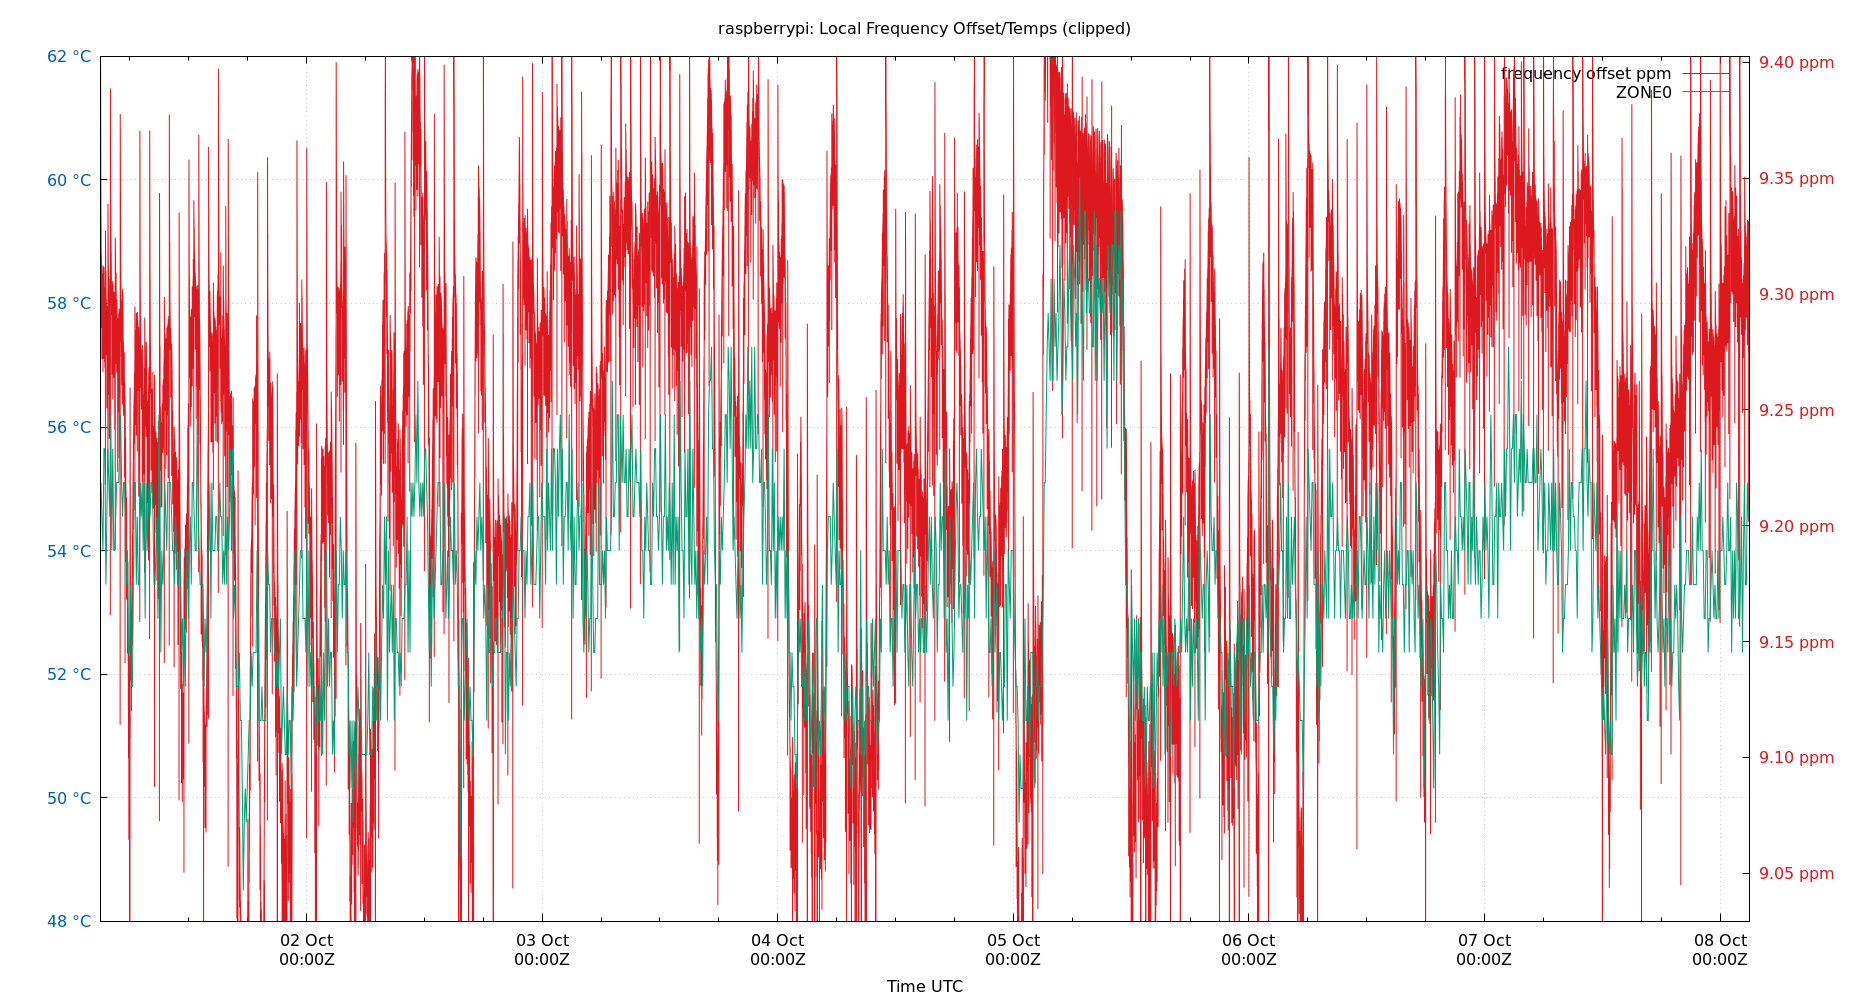 raspberrypi: Local Frequency Offset/Temps (clipped)
62 °C
60 °C
58 °C
56 °C
54 °C
52 °C
50 °C
48 °C
frequency offset ppm
ZONE0
9.40 ppm
9.35 ppm
9.30 ppm
9.25 ppm
9.20 ppm
9.15 ppm
9.10 ppm
9.05 ppm
02 Oct
00:00Z
03 Oct
00:00Z
04 Oct
00:00Z
05 Oct
00:00Z
06 Oct
00:00Z
07 Oct
00:00Z
08 Oct
00:00Z
Time UTC